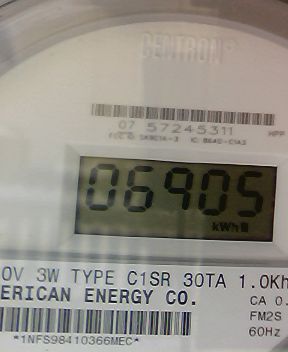 CENTRON®
07 57245311
HPP
06905
kWh
0V 3W TYPE C1SR 30TA 1.0Kh
ERICAN ENERGY CO.
CA 0.
FM2S
60Hz
*1NFS98410366MEC*